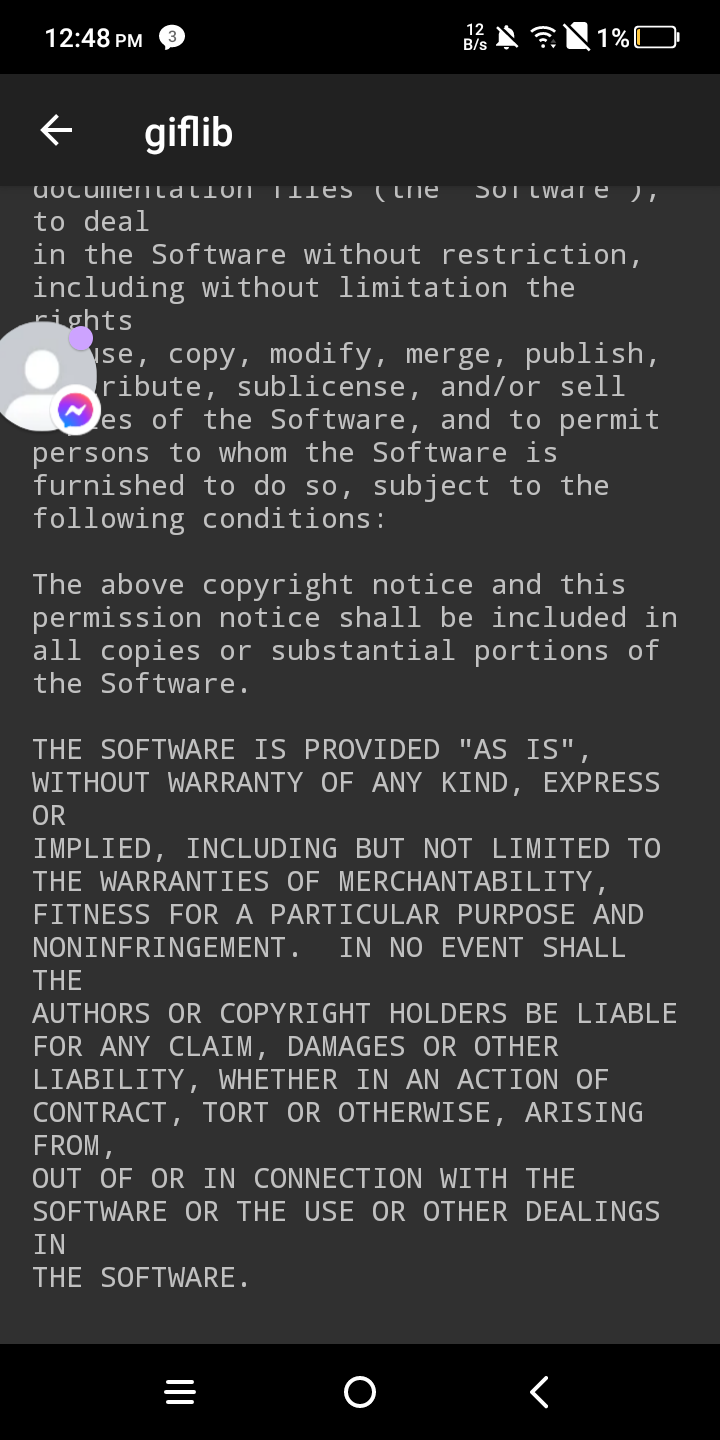 12:48 PM 3 12 B/s 1%
giflib
documentation files (the "Software"),
to deal
in the Software without restriction,
including without limitation the
rights
use, copy, modify, merge, publish,
ribute, sublicense, and/or sell
es of the Software, and to permit
persons to whom the Software is
furnished to do so, subject to the
following conditions:
The above copyright notice and this
permission notice shall be included in
all copies or substantial portions of
the Software.
THE SOFTWARE IS PROVIDED "AS IS",
WITHOUT WARRANTY OF ANY KIND, EXPRESS
OR
IMPLIED, INCLUDING BUT NOT LIMITED TO
THE WARRANTIES OF MERCHANTABILITY,
FITNESS FOR A PARTICULAR PURPOSE AND
NONINFRINGEMENT.  IN NO EVENT SHALL
THE
AUTHORS OR COPYRIGHT HOLDERS BE LIABLE
FOR ANY CLAIM, DAMAGES OR OTHER
LIABILITY, WHETHER IN AN ACTION OF
CONTRACT, TORT OR OTHERWISE, ARISING
FROM,
OUT OF OR IN CONNECTION WITH THE
SOFTWARE OR THE USE OR OTHER DEALINGS
IN
THE SOFTWARE.